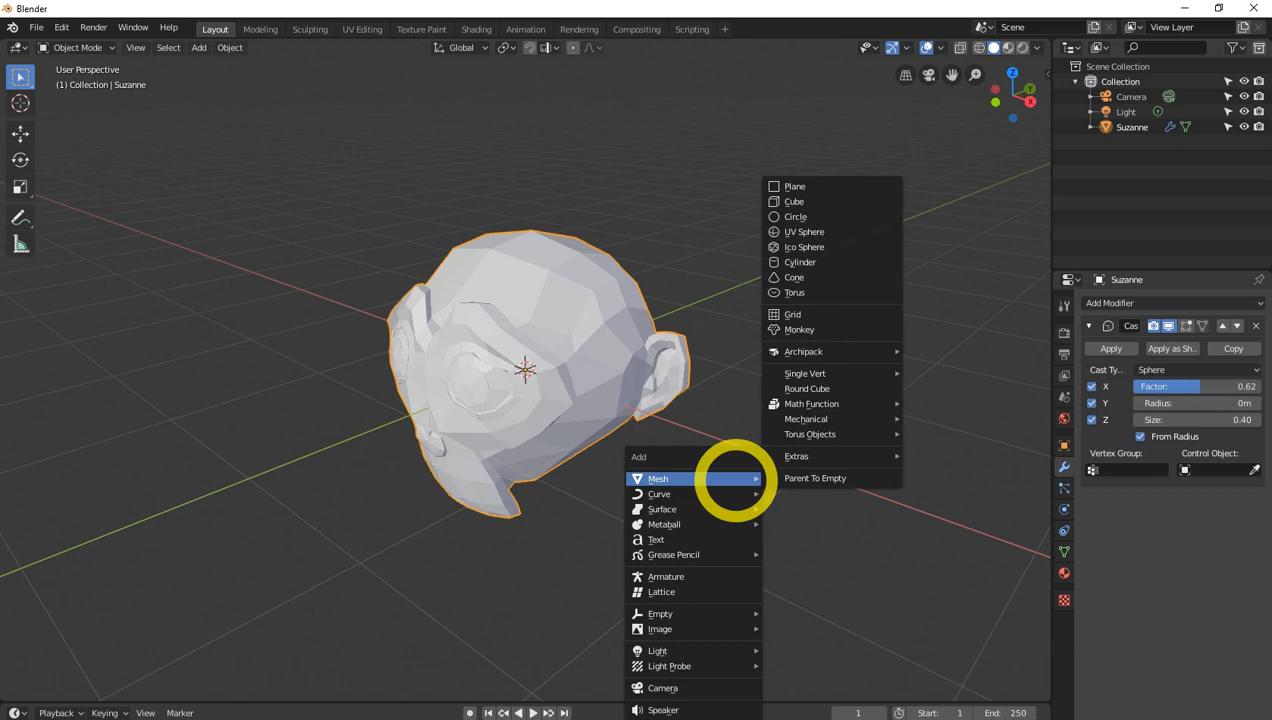 Blender
File Edit Render Window Help
Layout Modeling Sculpting UV Editing Texture Paint Shading Animation Rendering Compositing Scripting +
Scene
View Layer
Object Mode View Select Add Object
Global
User Perspective
(1) Collection | Suzanne
Z
Y
X
Scene Collection
Collection
Camera
Light
Suzanne
Suzanne
Add Modifier
Cas
Apply Apply as Sh.. Copy
Cast Ty.. Sphere
X Factor: 0.62
Y Radius: 0m
Z Size: 0.40
From Radius
Vertex Group: Control Object:
Plane
Cube
Circle
UV Sphere
Ico Sphere
Cylinder
Cone
Torus
Grid
Monkey
Archipack
Single Vert
Round Cube
Math Function
Mechanical
Torus Objects
Extras
Parent To Empty
Add
Mesh
Curve
Surface
Metaball
Text
Grease Pencil
Armature
Lattice
Empty
Image
Light
Light Probe
Camera
Speaker
Playback Keying View Marker
1 Start: 1 End: 250